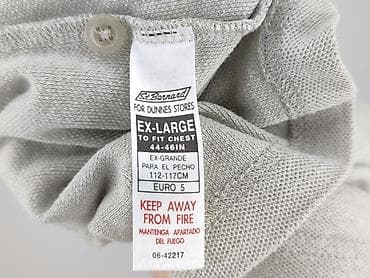 St. Bernard
FOR DUNNES STORES
EX-LARGE
TO FIT CHEST
44-46IN
EX-GRANDE
PARA EL PECHO
112-117CM
EURO 5
KEEP AWAY
FROM FIRE
MANTENGA APARTADO
DEL FUEGO
06-42217